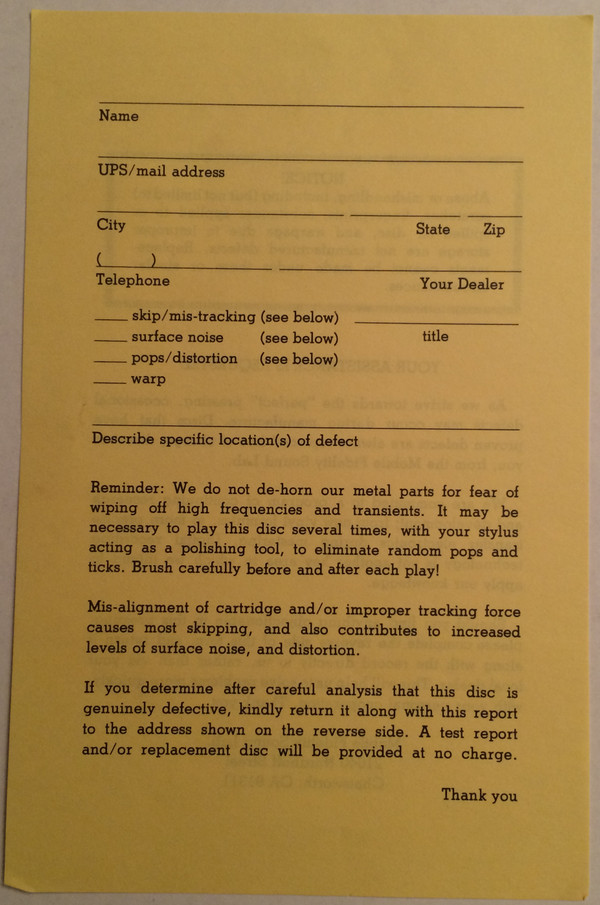 Name
UPS/mail address
City State Zip
( )
Telephone Your Dealer
skip/mis-tracking (see below)
surface noise (see below) title
pops/distortion (see below)
warp
Describe specific location(s) of defect
Reminder: We do not de-horn our metal parts for fear of
wiping off high frequencies and transients. It may be
necessary to play this disc several times, with your stylus
acting as a polishing tool, to eliminate random pops and
ticks. Brush carefully before and after each play!
Mis-alignment of cartridge and/or improper tracking force
causes most skipping, and also contributes to increased
levels of surface noise, and distortion.
If you determine after careful analysis that this disc is
genuinely defective, kindly return it along with this report
to the address shown on the reverse side. A test report
and/or replacement disc will be provided at no charge.
Thank you